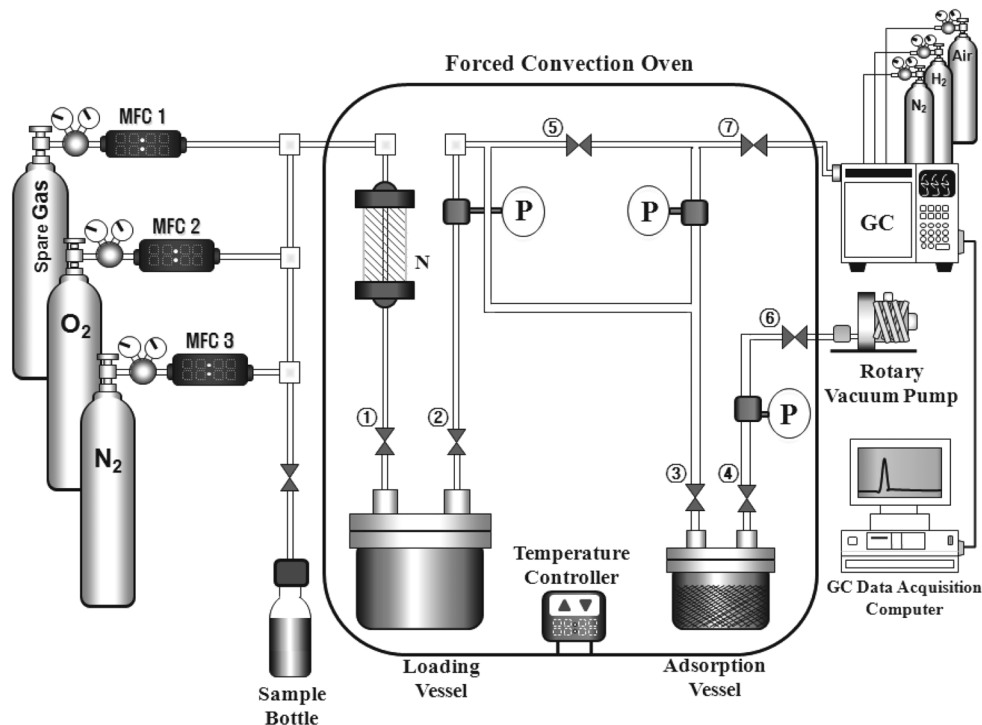 Forced Convection Oven
Air
H2
N2
MFC 1
⑤
⑦
Spare Gas
P
P
GC
MFC 2
N
O2
⑥
MFC 3
Rotary
Vacuum Pump
①
②
P
N2
③
④
Temperature
Controller
GC Data Acquisition
Computer
Loading
Vessel
Adsorption
Vessel
Sample
Bottle